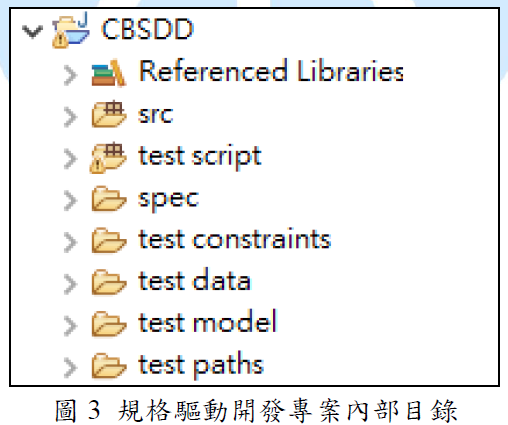 CBSDD
Referenced Libraries
src
test script
spec
test constraints
test data
test model
test paths
圖 3 規格驅動開發專案內部目錄